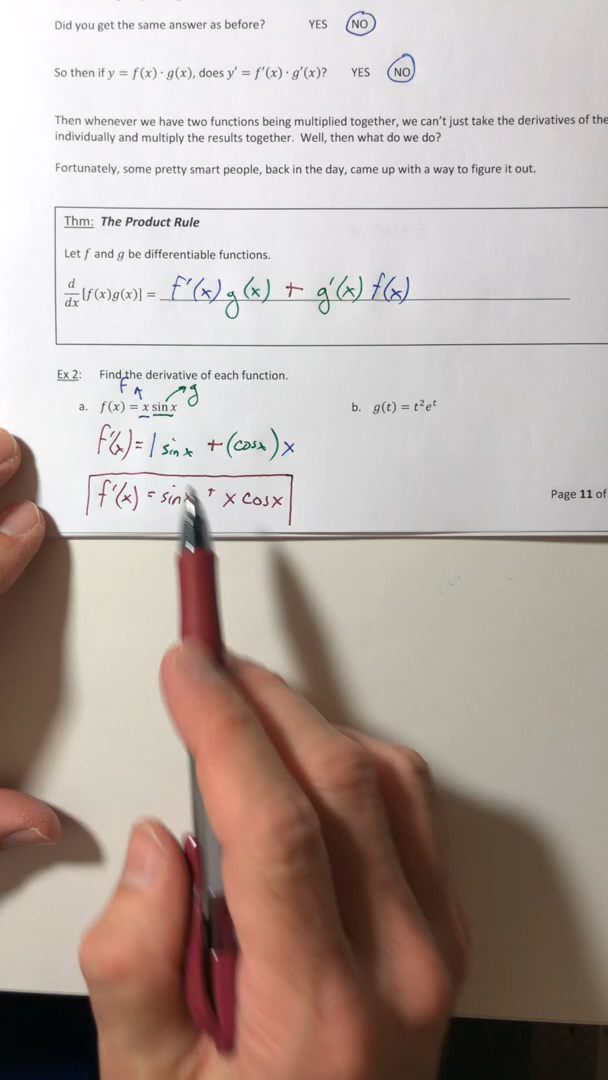 Did you get the same answer as before? YES NO
So then if y = f(x) · g(x), does y' = f'(x) · g'(x)? YES NO
Then whenever we have two functions being multiplied together, we can't just take the derivatives of the
individually and multiply the results together. Well, then what do we do?
Fortunately, some pretty smart people, back in the day, came up with a way to figure it out.
Thm: The Product Rule
Let f and g be differentiable functions.
d/dx [f(x)g(x)] = f'(x) g(x) + g'(x) f(x)
Ex 2: Find the derivative of each function.
f g
a. f(x) = x sin x b. g(t) = t²eᵗ
f'(x) = 1 sin x + (cosx) x
f'(x) = sin + x cosx
Page 11 of